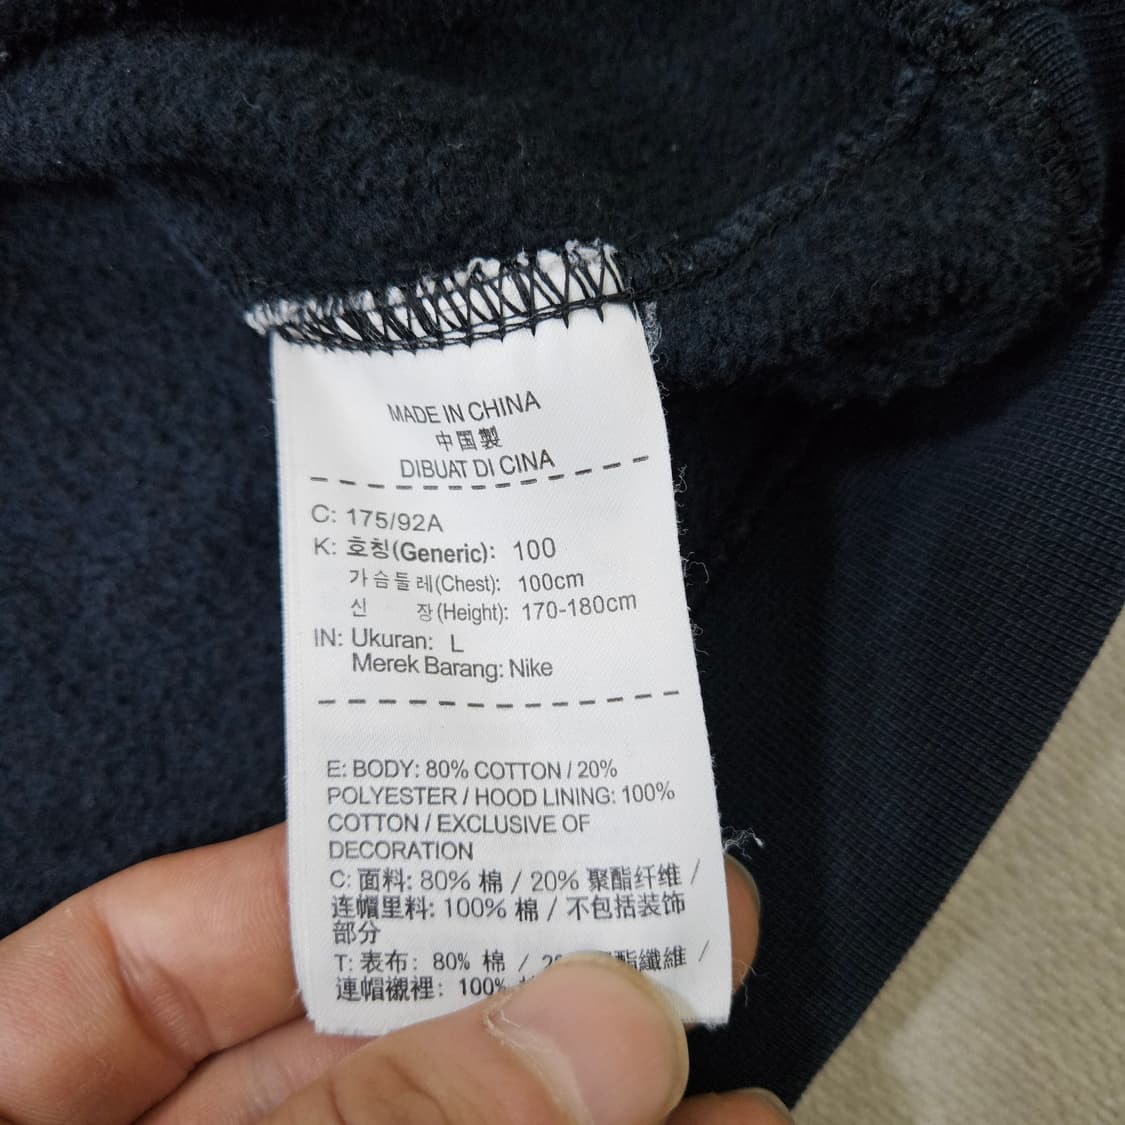 MADE IN CHINA
中国製
DIBUAT DI CINA
C: 175/92A
K: 호칭(Generic): 100
가슴둘레(Chest): 100cm
신 장(Height): 170-180cm
IN: Ukuran: L
Merek Barang: Nike
E: BODY: 80% COTTON / 20%
POLYESTER / HOOD LINING: 100%
COTTON / EXCLUSIVE OF
DECORATION
C: 面料: 80% 棉 / 20% 聚酯纤维 /
连帽里料: 100% 棉 / 不包括装饰
部分
T: 表布: 80% 棉 / 酯纖維 /
連帽襯裡: 100%